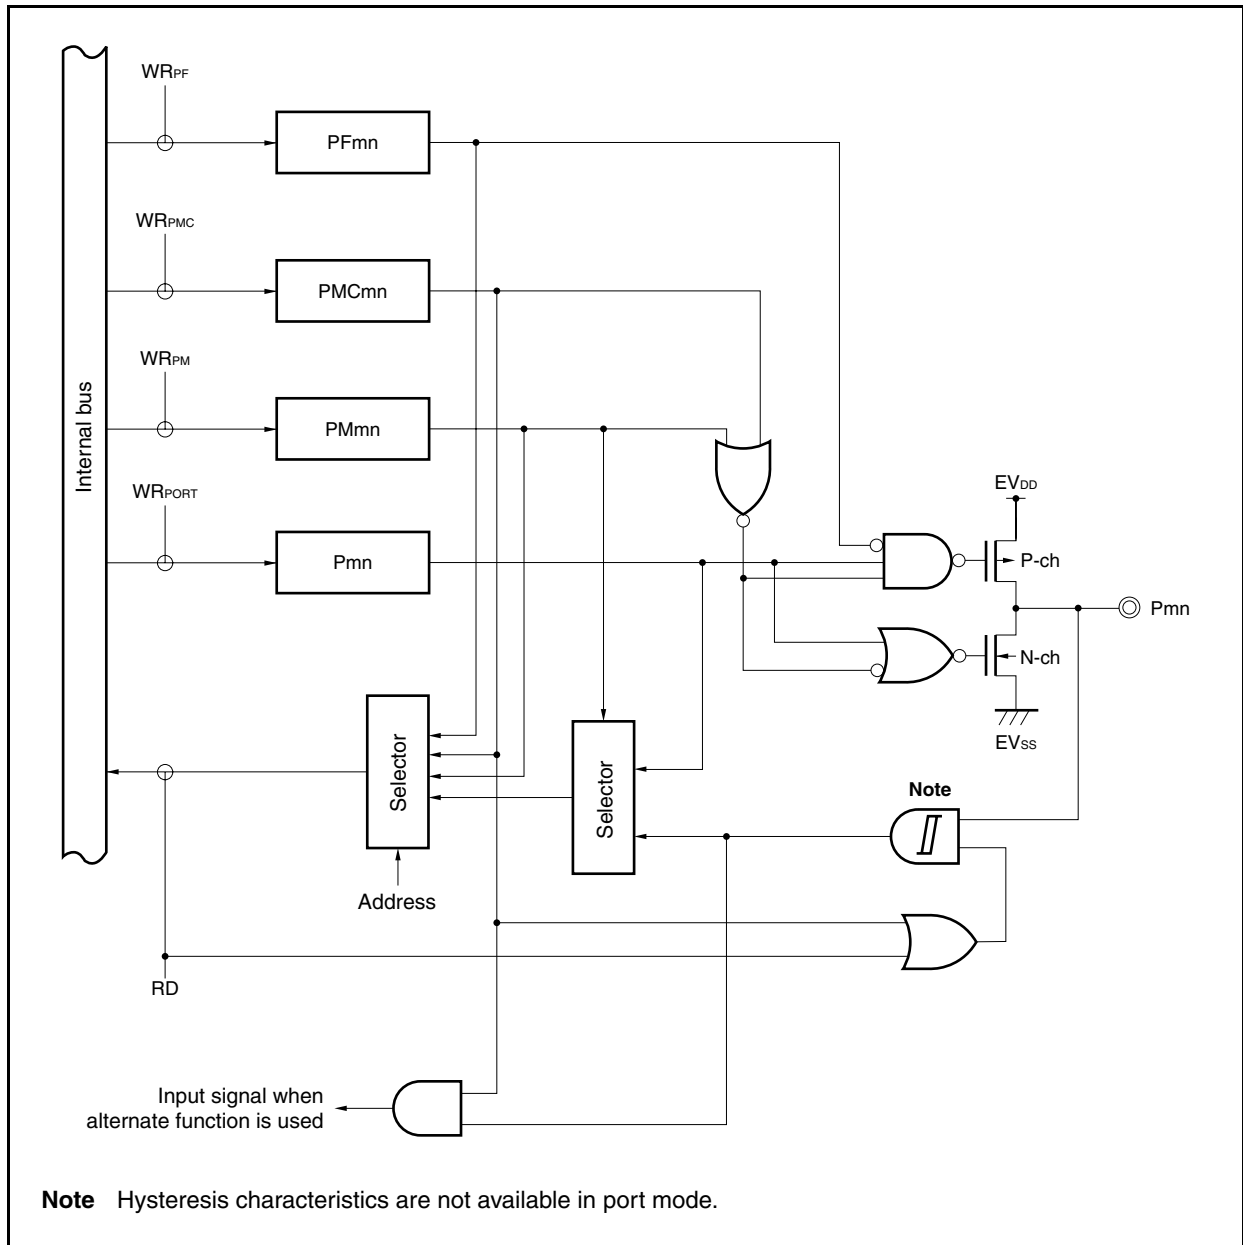 WRPF
PFmn
WRPMC
PMCmn
WRPM
PMmn
Internal bus
WRPORT
Pmn
EVDD
P-ch
Pmn
N-ch
EVSS
Selector
Selector
Note
Address
RD
Input signal when
alternate function is used
Note Hysteresis characteristics are not available in port mode.